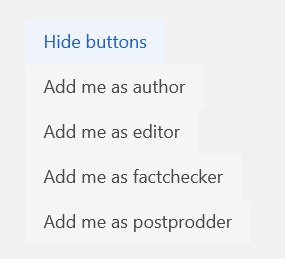 Hide buttons
Add me as author
Add me as editor
Add me as factchecker
Add me as postprodder